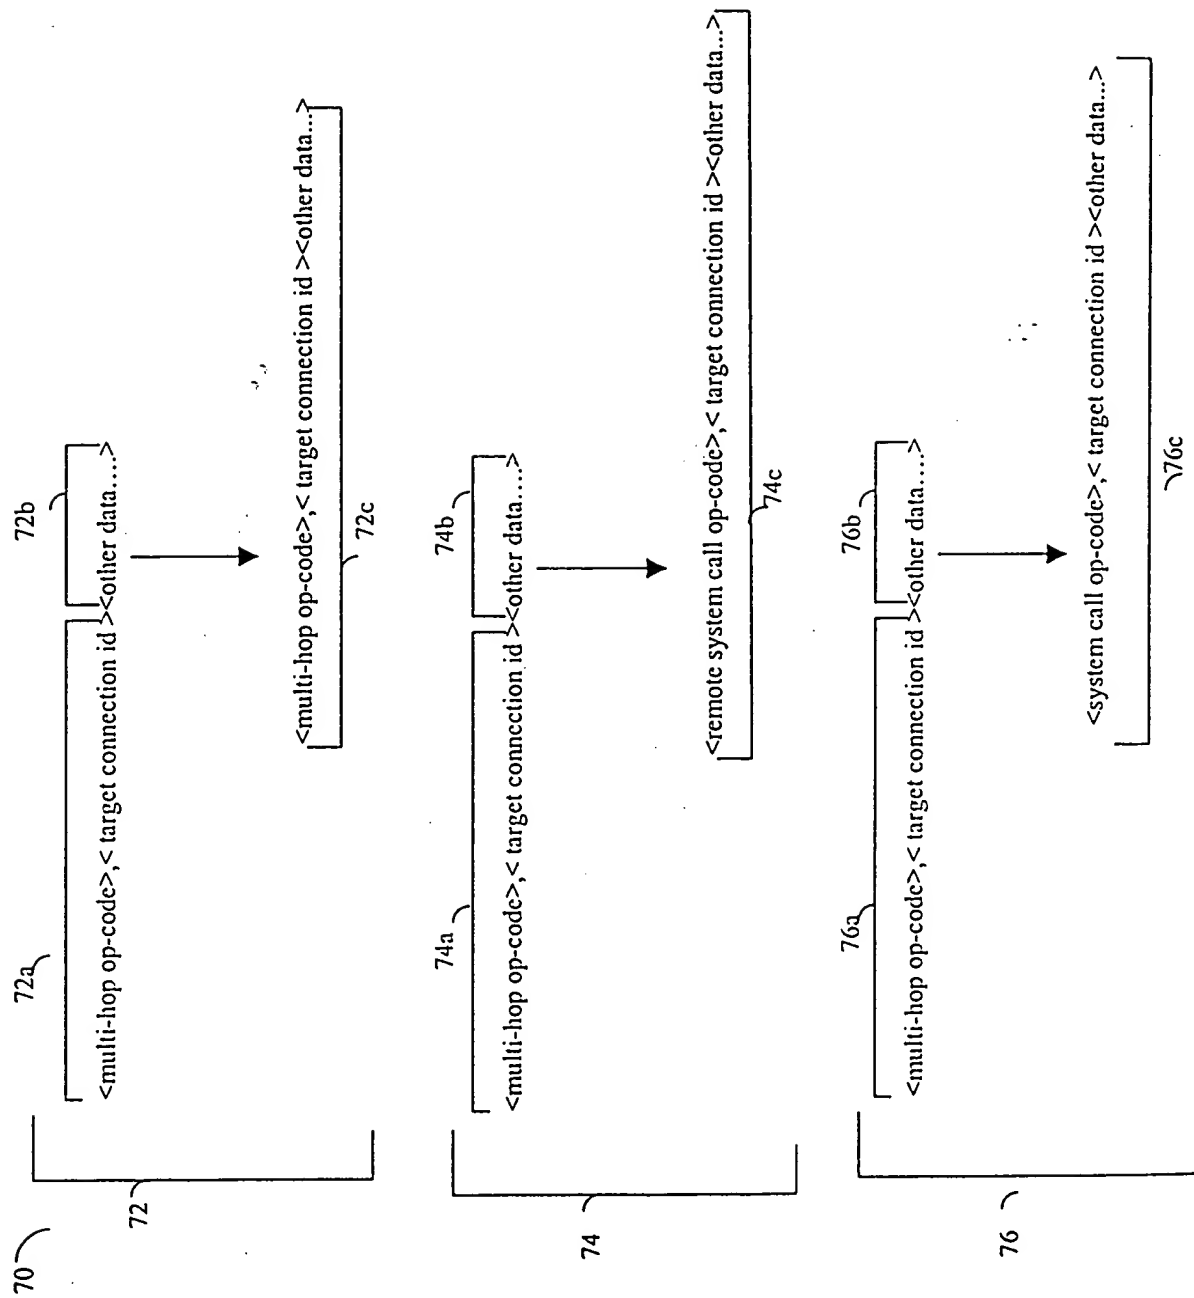 70
72
72a
72b
<multi-hop op-code>,< target connection id ><other data....>
<multi-hop op-code>,< target connection id ><other data...>
72c
74
74a
74b
<multi-hop op-code>,< target connection id ><other data....>
<remote system call op-code>,< target connection id ><other data...>
74c
76
76a
76b
<multi-hop op-code>,< target connection id ><other data....>
<system call op-code>,< target connection id ><other data...>
76c